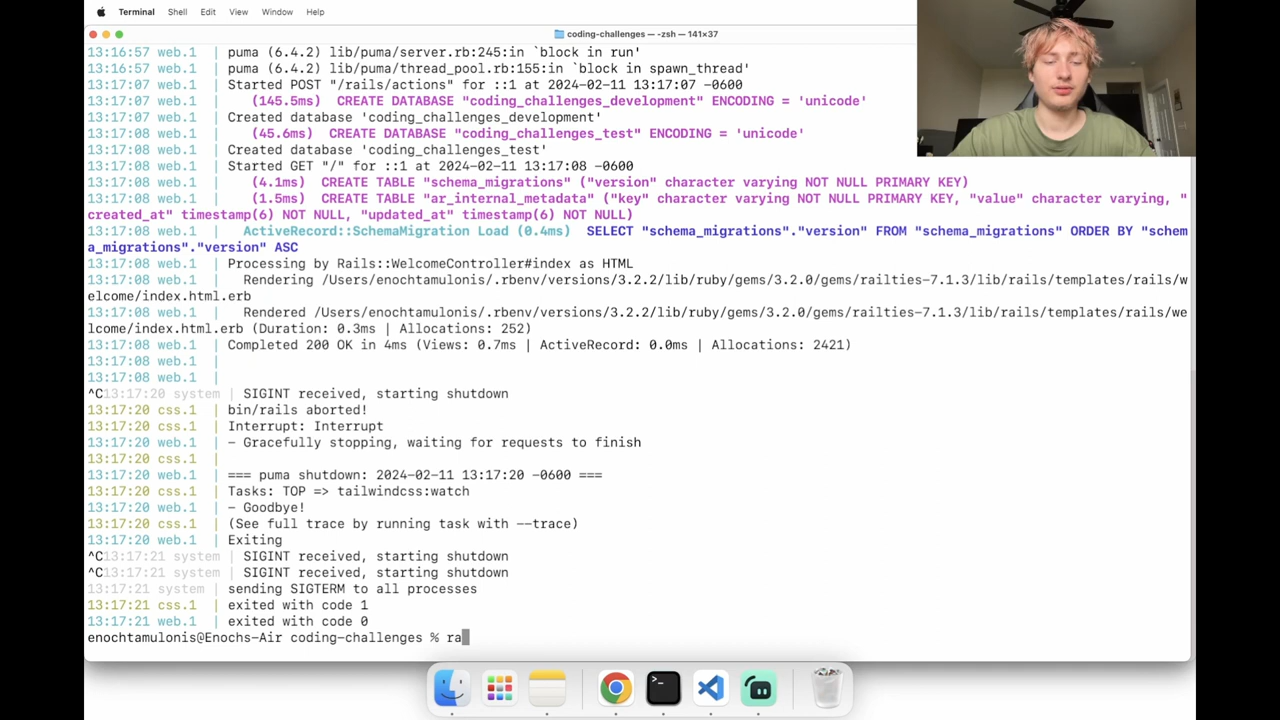 Terminal Shell Edit View Window Help
coding-challenges — -zsh — 141×37
13:16:57 web.1  | puma (6.4.2) lib/puma/server.rb:245:in `block in run'
13:16:57 web.1  | puma (6.4.2) lib/puma/thread_pool.rb:155:in `block in spawn_thread'
13:17:07 web.1  | Started POST "/rails/actions" for ::1 at 2024-02-11 13:17:07 -0600
13:17:07 web.1  |    (145.5ms)  CREATE DATABASE "coding_challenges_development" ENCODING = 'unicode'
13:17:07 web.1  | Created database 'coding_challenges_development'
13:17:08 web.1  |    (45.6ms)  CREATE DATABASE "coding_challenges_test" ENCODING = 'unicode'
13:17:08 web.1  | Created database 'coding_challenges_test'
13:17:08 web.1  | Started GET "/" for ::1 at 2024-02-11 13:17:08 -0600
13:17:08 web.1  |    (4.1ms)  CREATE TABLE "schema_migrations" ("version" character varying NOT NULL PRIMARY KEY)
13:17:08 web.1  |    (1.5ms)  CREATE TABLE "ar_internal_metadata" ("key" character varying NOT NULL PRIMARY KEY, "value" character varying, "
created_at" timestamp(6) NOT NULL, "updated_at" timestamp(6) NOT NULL)
13:17:08 web.1  |   ActiveRecord::SchemaMigration Load (0.4ms)  SELECT "schema_migrations"."version" FROM "schema_migrations" ORDER BY "schem
a_migrations"."version" ASC
13:17:08 web.1  | Processing by Rails::WelcomeController#index as HTML
13:17:08 web.1  |   Rendering /Users/enochtamulonis/.rbenv/versions/3.2.2/lib/ruby/gems/3.2.0/gems/railties-7.1.3/lib/rails/templates/rails/w
elcome/index.html.erb
13:17:08 web.1  |   Rendered /Users/enochtamulonis/.rbenv/versions/3.2.2/lib/ruby/gems/3.2.0/gems/railties-7.1.3/lib/rails/templates/rails/we
lcome/index.html.erb (Duration: 0.3ms | Allocations: 252)
13:17:08 web.1  | Completed 200 OK in 4ms (Views: 0.7ms | ActiveRecord: 0.0ms | Allocations: 2421)
13:17:08 web.1  |
13:17:08 web.1  |
^C13:17:20 system | SIGINT received, starting shutdown
13:17:20 css.1  | bin/rails aborted!
13:17:20 css.1  | Interrupt: Interrupt
13:17:20 web.1  | - Gracefully stopping, waiting for requests to finish
13:17:20 css.1  |
13:17:20 web.1  | === puma shutdown: 2024-02-11 13:17:20 -0600 ===
13:17:20 css.1  | Tasks: TOP => tailwindcss:watch
13:17:20 web.1  | - Goodbye!
13:17:20 css.1  | (See full trace by running task with --trace)
13:17:20 web.1  | Exiting
^C13:17:21 system | SIGINT received, starting shutdown
^C13:17:21 system | SIGINT received, starting shutdown
13:17:21 system | sending SIGTERM to all processes
13:17:21 css.1  | exited with code 1
13:17:21 web.1  | exited with code 0
enochtamulonis@Enochs-Air coding-challenges % ra